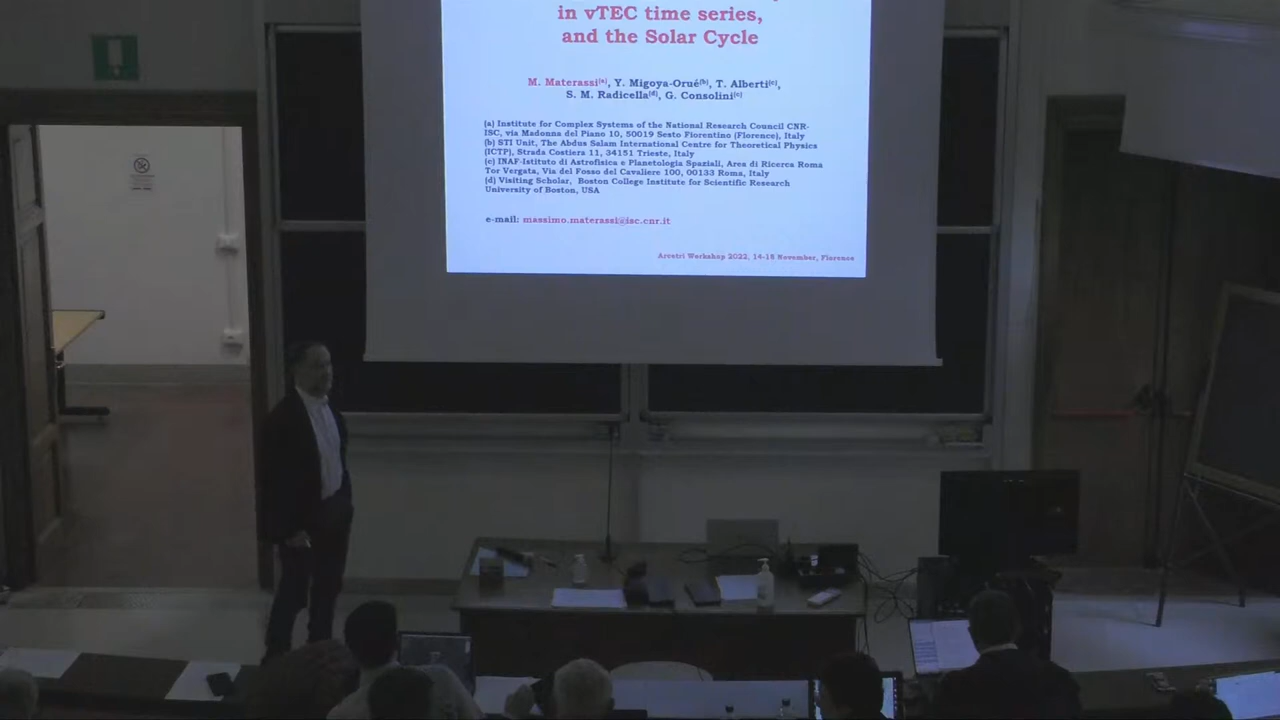 in vTEC time series,
and the Solar Cycle
M. Materassi(a), Y. Migoya-Orué(b), T. Alberti(c),
S. M. Radicella(d), G. Consolini(c)
(a) Institute for Complex Systems of the National Research Council CNR-
ISC, via Madonna del Piano 10, 50019 Sesto Fiorentino (Florence), Italy
(b) STI Unit, The Abdus Salam International Centre for Theoretical Physics
(ICTP), Strada Costiera 11, 34151 Trieste, Italy
(c) INAF-Istituto di Astrofisica e Planetologia Spaziali, Area di Ricerca Roma
Tor Vergata, Via del Fosso del Cavaliere 100, 00133 Roma, Italy
(d) Visiting Scholar, Boston College Institute for Scientific Research
University of Boston, USA
e-mail: massimo.materassi@isc.cnr.it
Arcetri Workshop 2022, 14-18 November, Florence